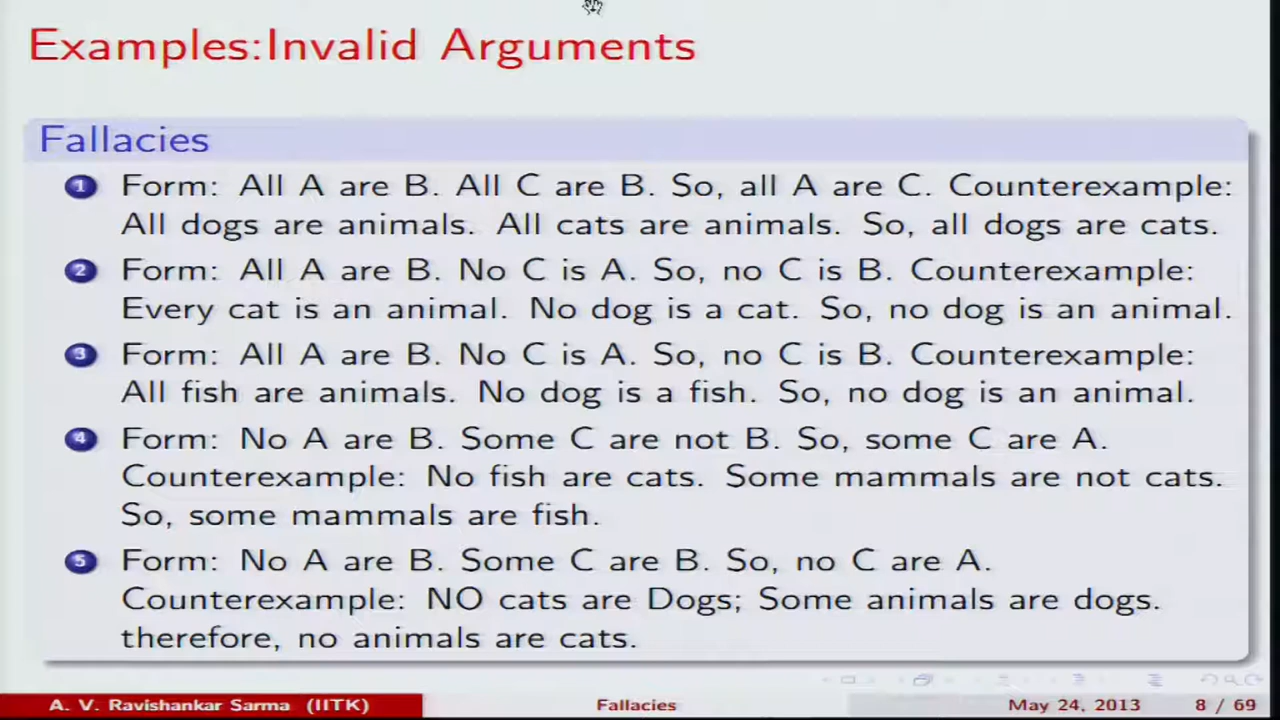 Examples:Invalid Arguments
Fallacies
1 Form: All A are B. All C are B. So, all A are C. Counterexample:
All dogs are animals. All cats are animals. So, all dogs are cats.
2 Form: All A are B. No C is A. So, no C is B. Counterexample:
Every cat is an animal. No dog is a cat. So, no dog is an animal.
3 Form: All A are B. No C is A. So, no C is B. Counterexample:
All fish are animals. No dog is a fish. So, no dog is an animal.
4 Form: No A are B. Some C are not B. So, some C are A.
Counterexample: No fish are cats. Some mammals are not cats.
So, some mammals are fish.
5 Form: No A are B. Some C are B. So, no C are A.
Counterexample: NO cats are Dogs; Some animals are dogs.
therefore, no animals are cats.
A. V. Ravishankar Sarma (IITK) Fallacies May 24, 2013 8 / 69